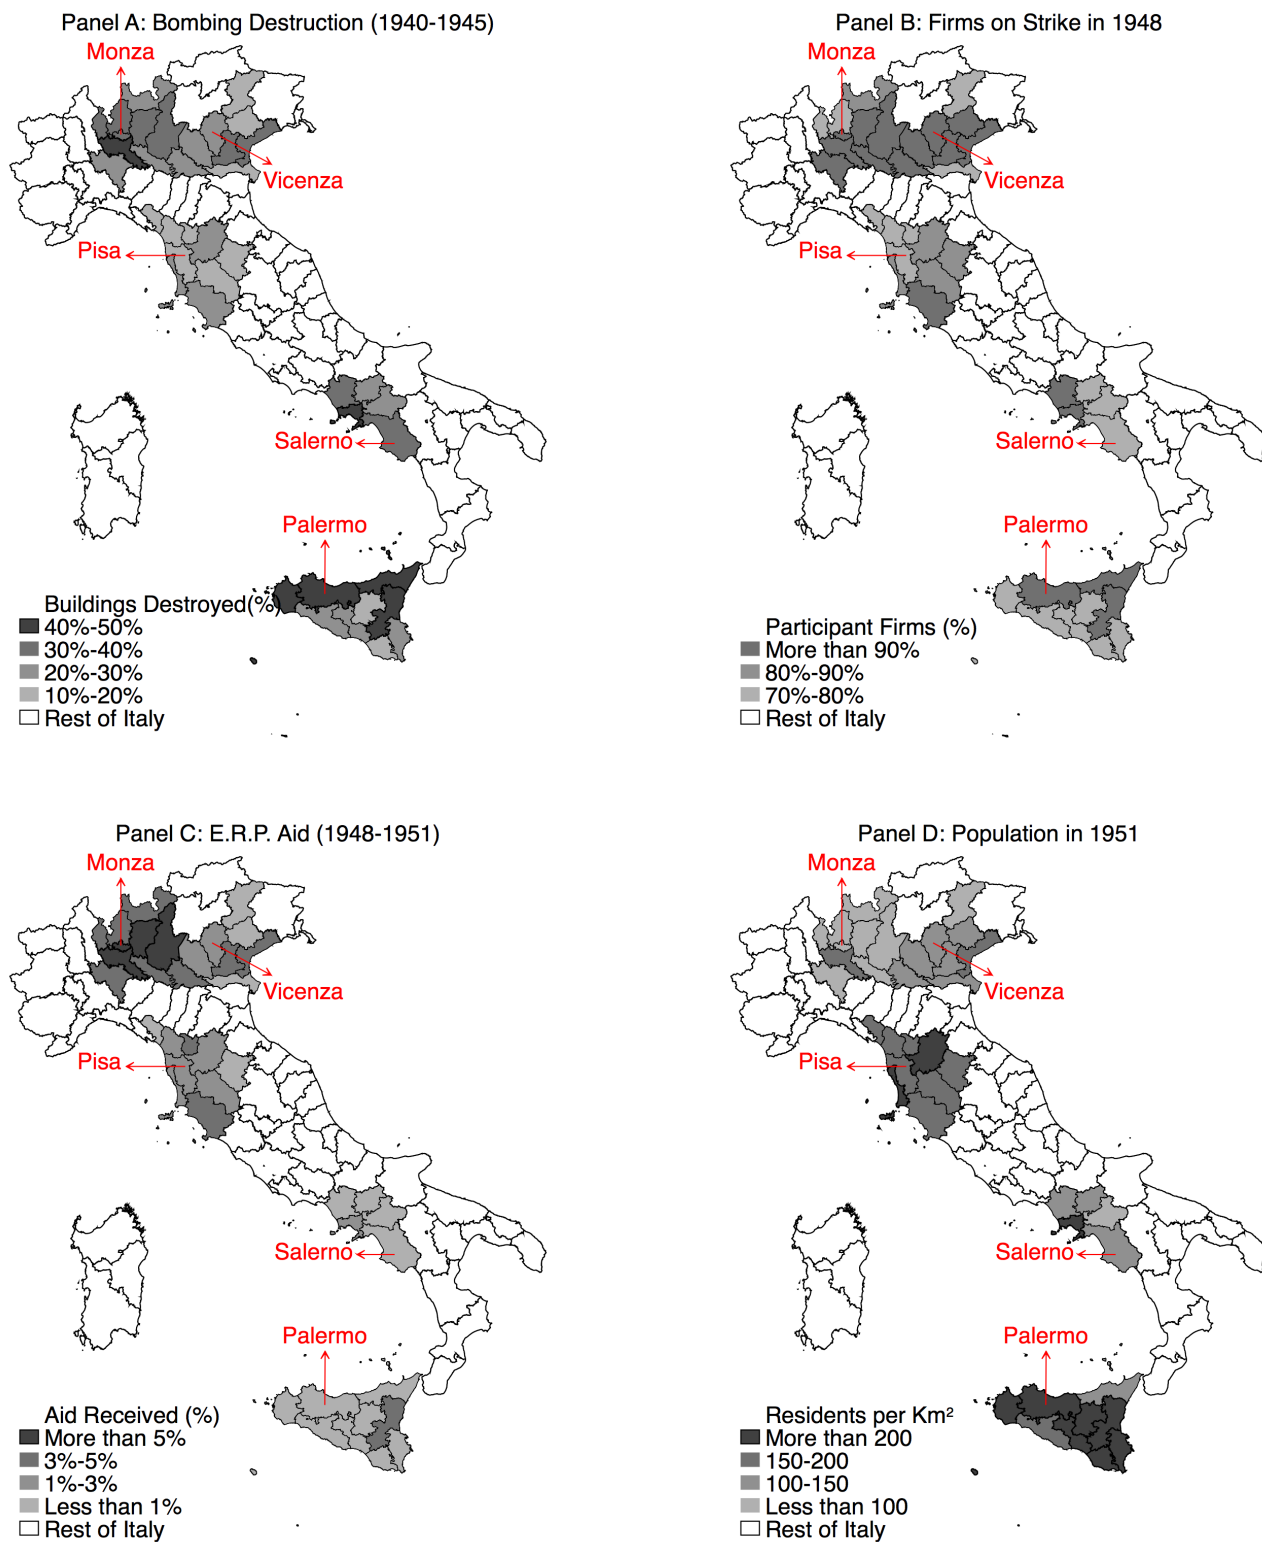 Panel A: Bombing Destruction (1940-1945)
Monza
Vicenza
Pisa
Salerno
Palermo
Buildings Destroyed(%)
40%-50%
30%-40%
20%-30%
10%-20%
Rest of Italy
Panel B: Firms on Strike in 1948
Monza
Vicenza
Pisa
Salerno
Palermo
Participant Firms (%)
More than 90%
80%-90%
70%-80%
Rest of Italy
Panel C: E.R.P. Aid (1948-1951)
Monza
Vicenza
Pisa
Salerno
Palermo
Aid Received (%)
More than 5%
3%-5%
1%-3%
Less than 1%
Rest of Italy
Panel D: Population in 1951
Monza
Vicenza
Pisa
Salerno
Palermo
Residents per Km²
More than 200
150-200
100-150
Less than 100
Rest of Italy